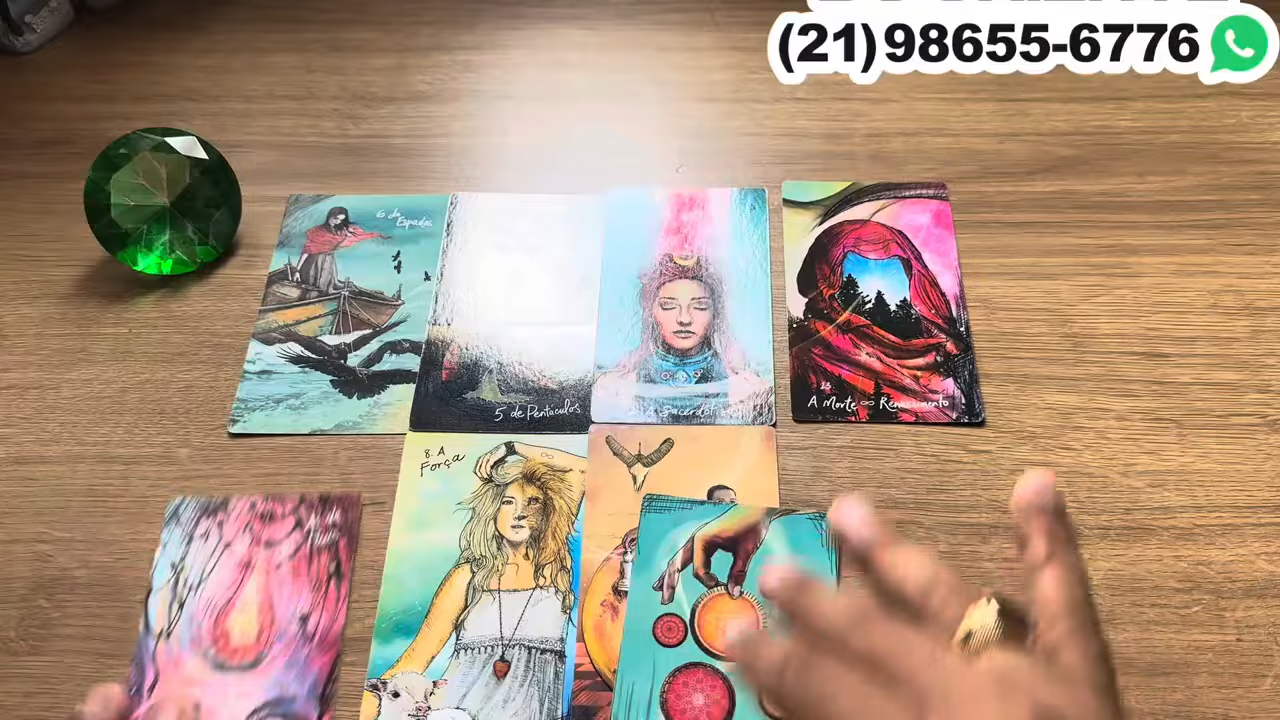 (21)98655-6776
6 de
Espadas
5 de Pentaculos
A Sacerdotisa
13
A Morte ∞ Renascimento
8. A
Força